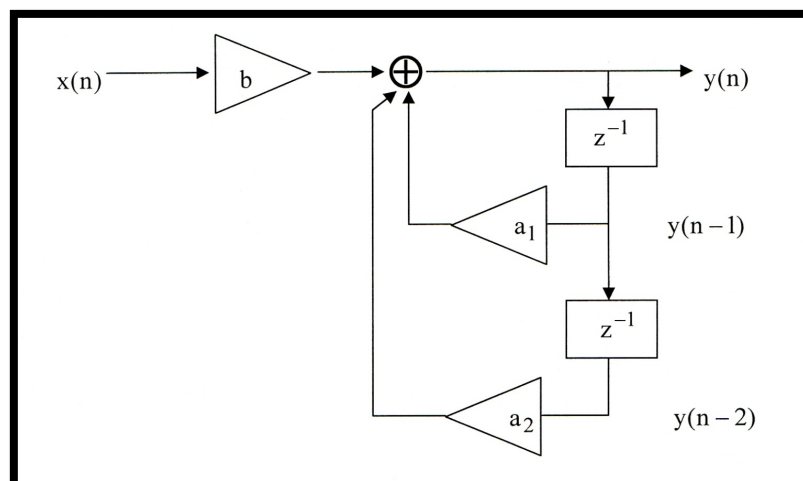 x(n)
b
y(n)
z⁻¹
a₁
y(n − 1)
z⁻¹
a₂
y(n − 2)